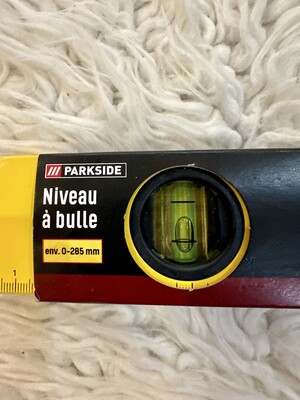 /// PARKSIDE
Niveau
à bulle
env. 0-285 mm
1